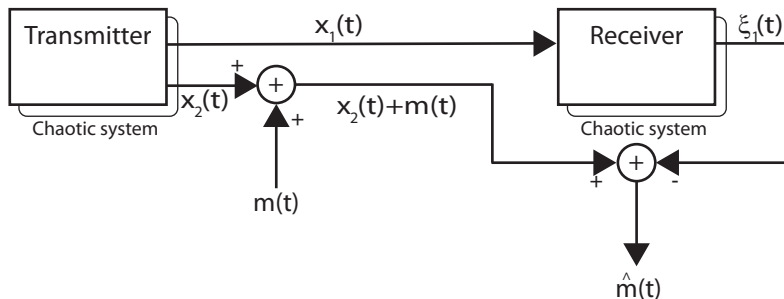 Transmitter
x₁(t)
Receiver
ξ₁(t)
+
x₂(t)
+
Chaotic system
+
x₂(t)+m(t)
Chaotic system
m(t)
+
+
-
m̂(t)